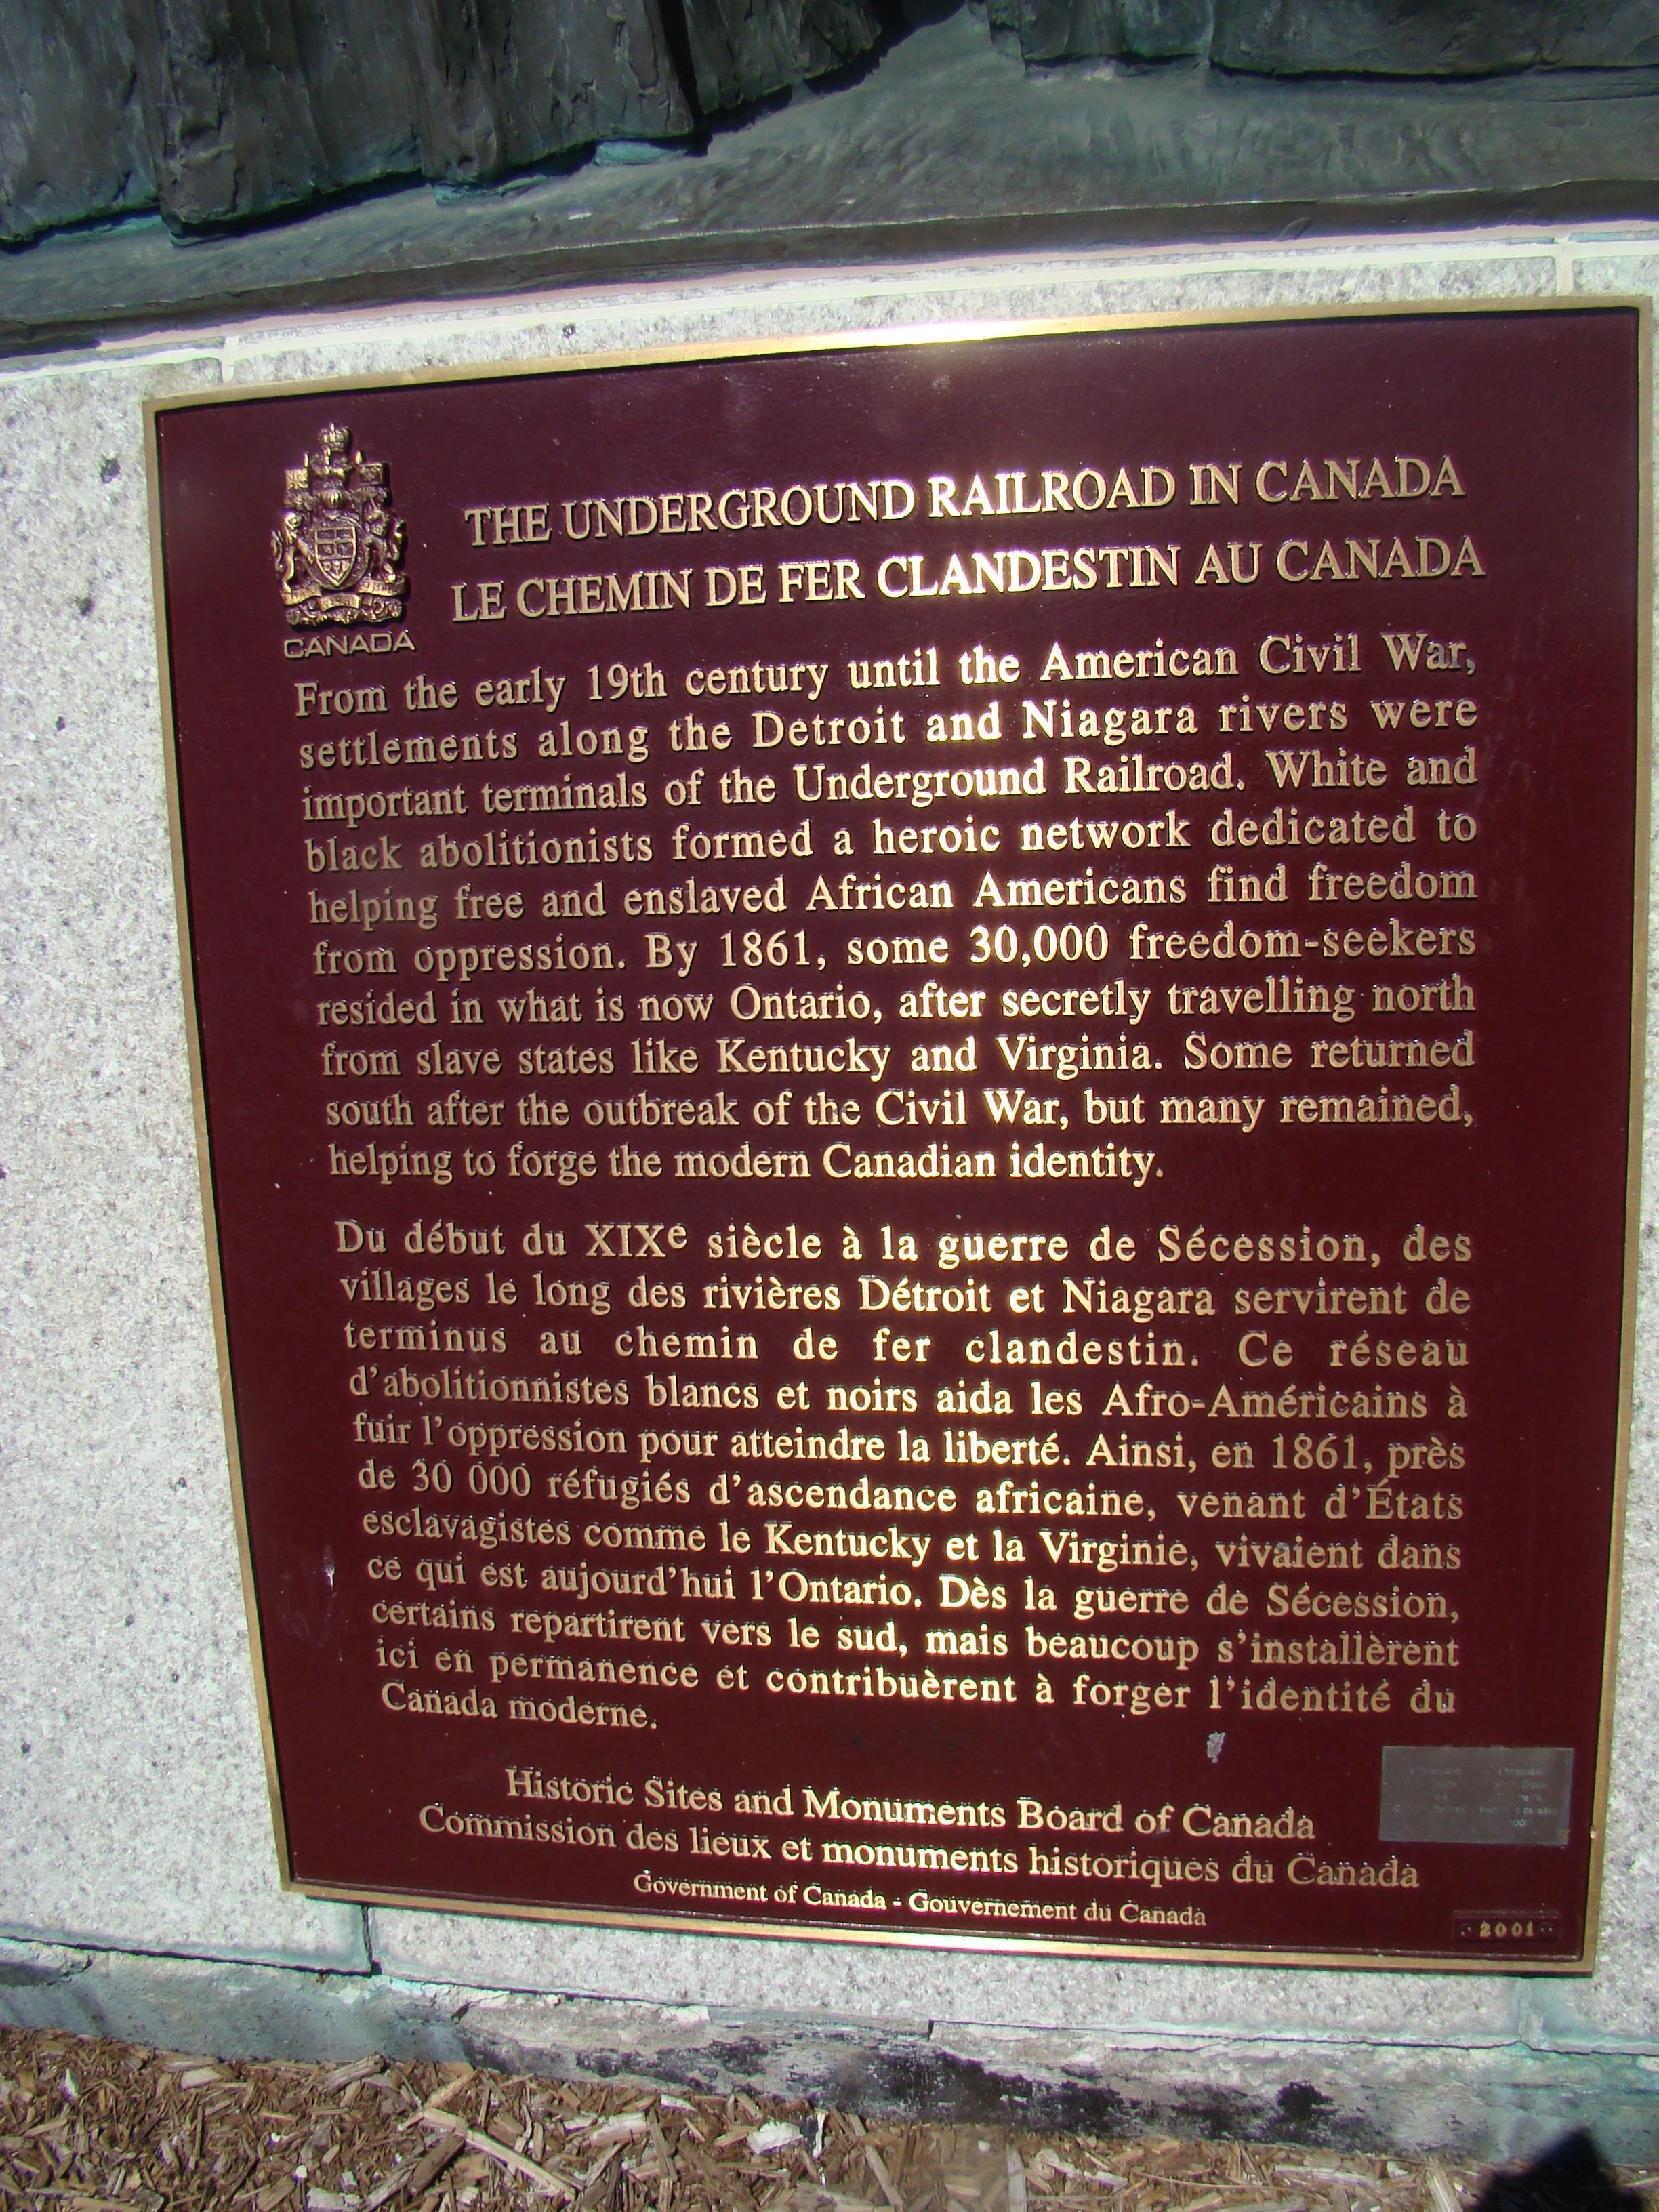 THE UNDERGROUND RAILROAD IN CANADA
LE CHEMIN DE FER CLANDESTIN AU CANADA
CANADA
From the early 19th century until the American Civil War,
settlements along the Detroit and Niagara rivers were
important terminals of the Underground Railroad. White and
black abolitionists formed a heroic network dedicated to
helping free and enslaved African Americans find freedom
from oppression. By 1861, some 30,000 freedom-seekers
resided in what is now Ontario, after secretly travelling north
from slave states like Kentucky and Virginia. Some returned
south after the outbreak of the Civil War, but many remained,
helping to forge the modern Canadian identity.
Du début du XIXe siècle à la guerre de Sécession, des
villages le long des rivières Détroit et Niagara servirent de
terminus au chemin de fer clandestin. Ce réseau
d'abolitionnistes blancs et noirs aida les Afro-Américains à
fuir l'oppression pour atteindre la liberté. Ainsi, en 1861, près
de 30 000 réfugiés d'ascendance africaine, venant d'États
esclavagistes comme le Kentucky et la Virginie, vivaient dans
ce qui est aujourd'hui l'Ontario. Dès la guerre de Sécession,
certains repartirent vers le sud, mais beaucoup s'installèrent
ici en permanence et contribuèrent à forger l'identité du
Canada moderne.
Historic Sites and Monuments Board of Canada
Commission des lieux et monuments historiques du Canada
Government of Canada - Gouvernement du Canada
2001